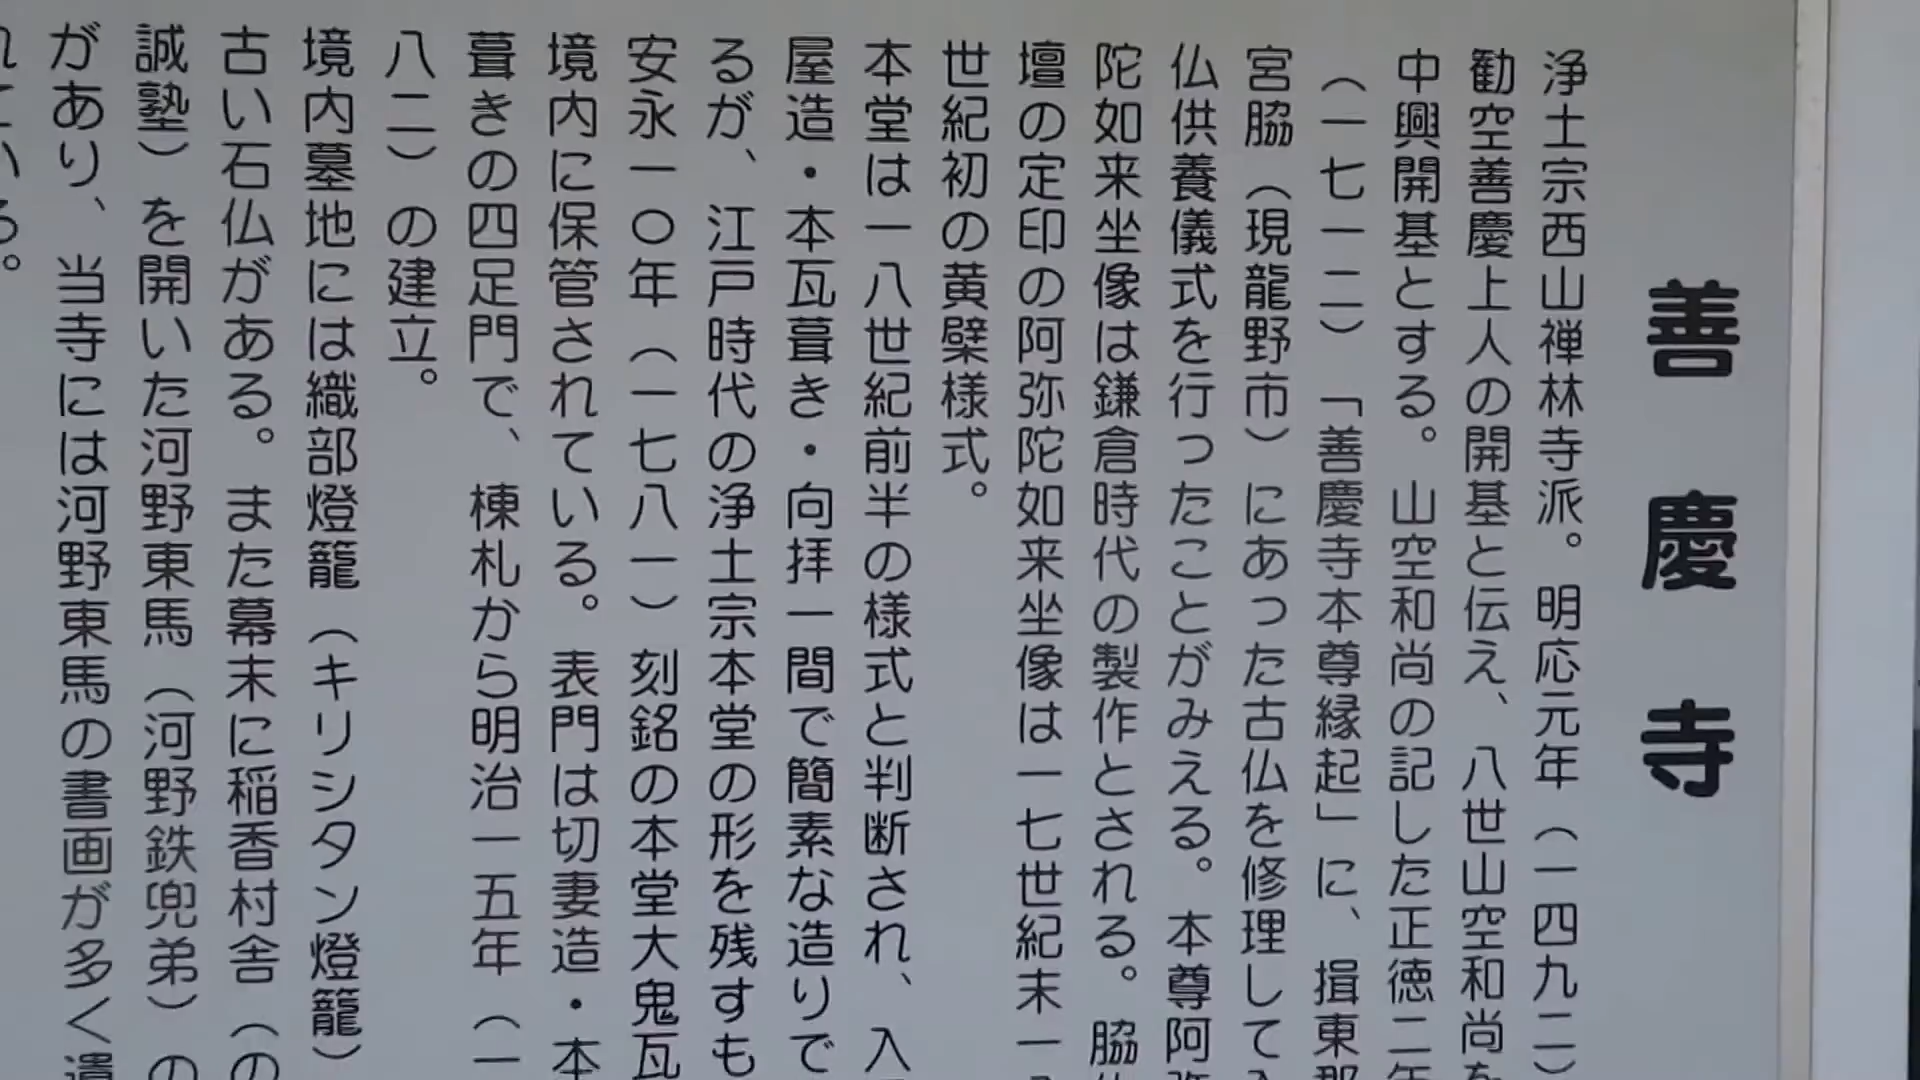 善慶寺
浄土宗西山禅林寺派。明応元年（一四九二）
勧空善慶上人の開基と伝え、八世山空和尚を
中興開基とする。山空和尚の記した正徳二年
（一七一二）「善慶寺本尊縁起」に、揖東郡
宮脇（現龍野市）にあった古仏を修理して入
仏供養儀式を行ったことがみえる。本尊阿弥
陀如来坐像は鎌倉時代の製作とされる。脇
壇の定印の阿弥陀如来坐像は一七世紀末一
世紀初の黄檗様式。
本堂は一八世紀前半の様式と判断され、入
屋造・本瓦葺き・向拝一間で簡素な造りで
るが、江戸時代の浄土宗本堂の形を残すも
安永一〇年（一七八一）刻銘の本堂大鬼瓦
境内に保管されている。表門は切妻造・本
葺きの四足門で、棟札から明治一五年（一
八二）の建立。
境内墓地には織部燈籠（キリシタン燈籠）
古い石仏がある。また幕末に稲香村舎（の
誠塾）を開いた河野東馬（河野鉄兜弟）の
があり、当寺には河野東馬の書画が多く遺
れている。